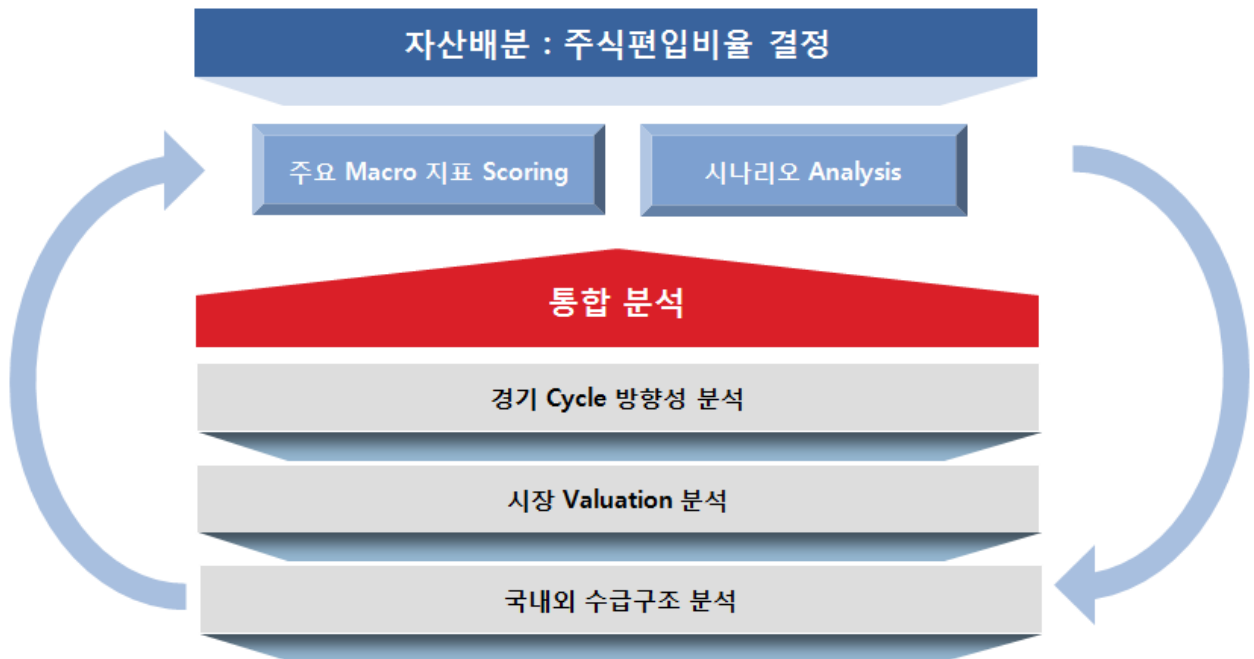 자산배분 : 주식편입비율 결정
주요 Macro 지표 Scoring
시나리오 Analysis
통합 분석
경기 Cycle 방향성 분석
시장 Valuation 분석
국내외 수급구조 분석